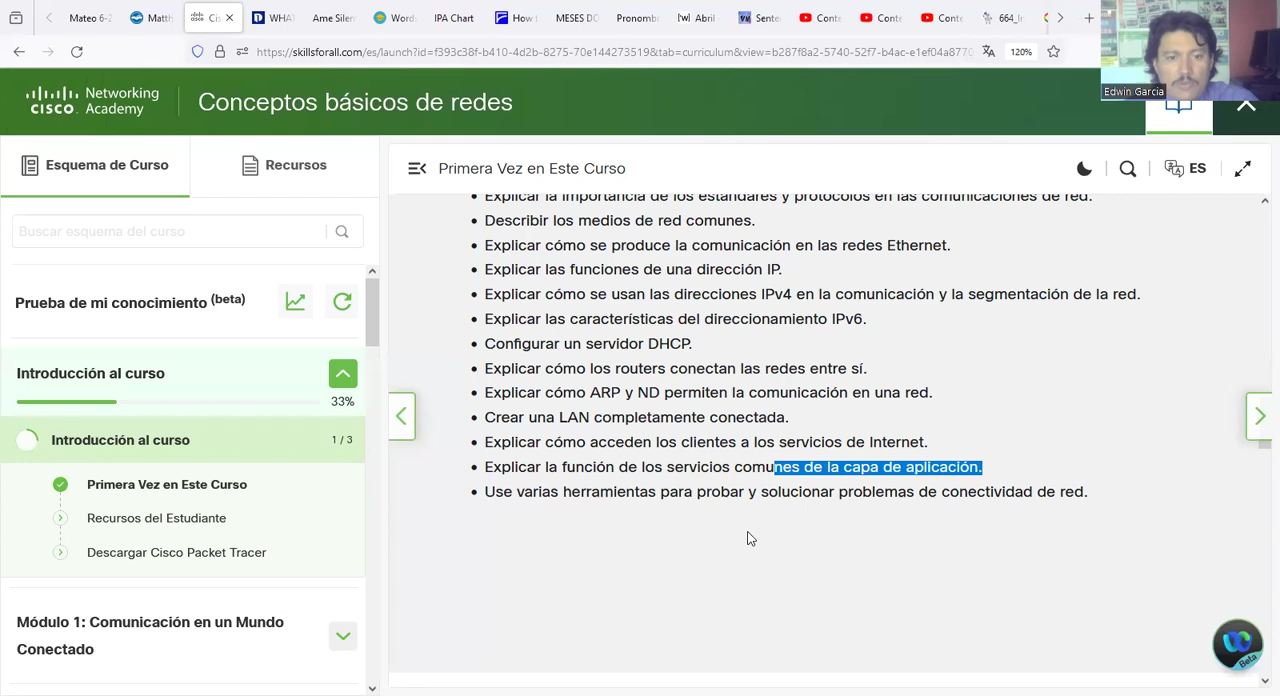 Mateo 6-2
Matth
Cis
WHA
Ame Silem
Words
IPA Chart
How t
MESES DO
Pronomb
Abril
Sente
Conte
Conte
Conte
664_In
https://skillsforall.com/es/launch?id=f393c38f-b410-4d2b-8275-70e144273519&tab=curriculum&view=b287f8a2-5740-52f7-b4ac-e1ef04a8770
120%
Edwin Garcia
Networking
CISCO Academy
Conceptos básicos de redes
Esquema de Curso
Recursos
Primera Vez en Este Curso
ES
Buscar esquema del curso
Prueba de mi conocimiento (beta)
Introducción al curso
33%
Introducción al curso
1 / 3
Primera Vez en Este Curso
Recursos del Estudiante
Descargar Cisco Packet Tracer
Módulo 1: Comunicación en un Mundo
Conectado
• Explicar la importancia de los estándares y protocolos en las comunicaciones de red.
• Describir los medios de red comunes.
• Explicar cómo se produce la comunicación en las redes Ethernet.
• Explicar las funciones de una dirección IP.
• Explicar cómo se usan las direcciones IPv4 en la comunicación y la segmentación de la red.
• Explicar las características del direccionamiento IPv6.
• Configurar un servidor DHCP.
• Explicar cómo los routers conectan las redes entre sí.
• Explicar cómo ARP y ND permiten la comunicación en una red.
• Crear una LAN completamente conectada.
• Explicar cómo acceden los clientes a los servicios de Internet.
• Explicar la función de los servicios comunes de la capa de aplicación.
• Use varias herramientas para probar y solucionar problemas de conectividad de red.
Beta